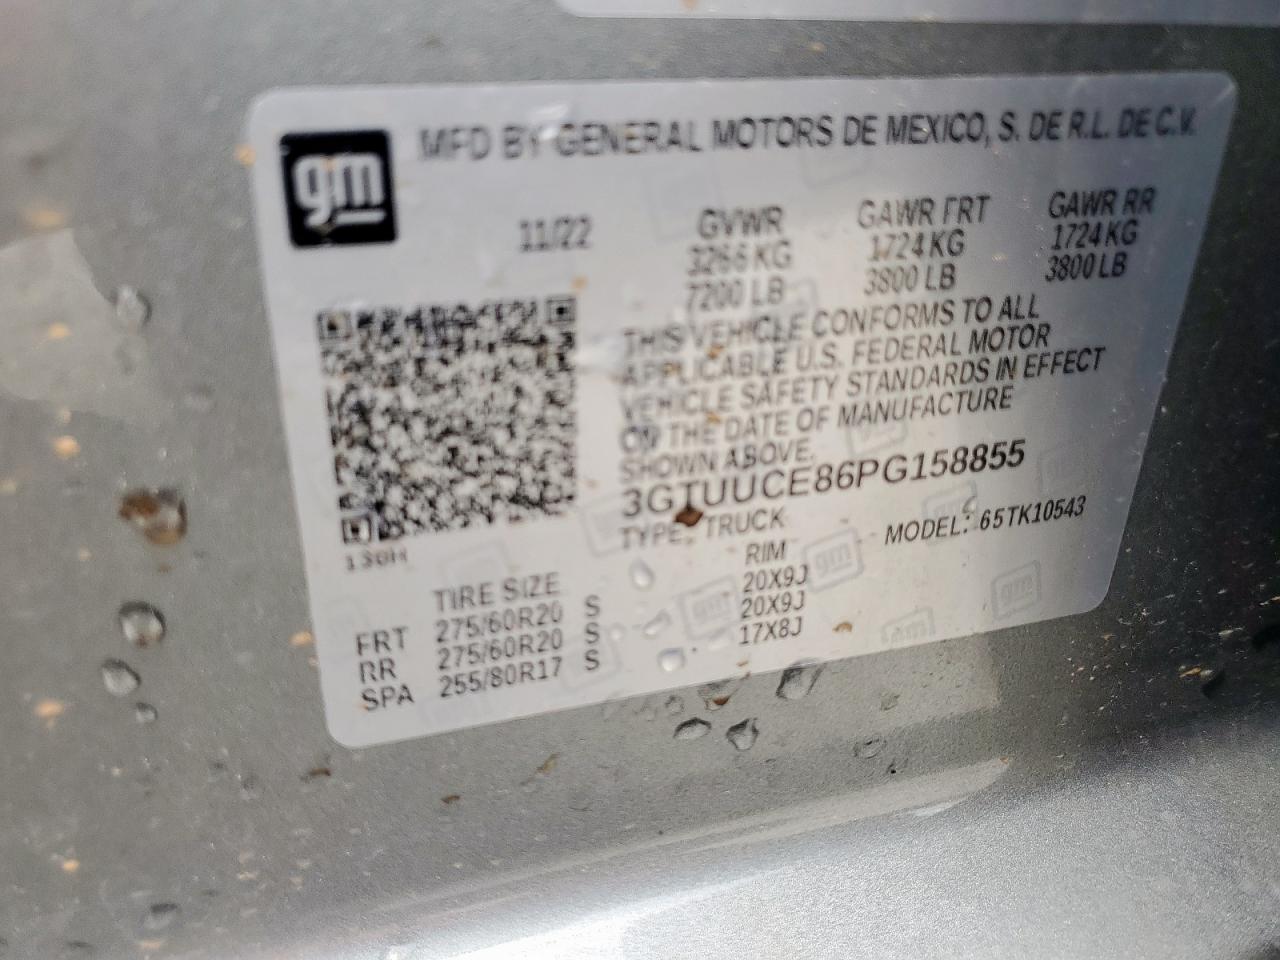 gm
MFD BY GENERAL MOTORS DE MEXICO, S. DE R.L. DE C.V.
11/22
GVWR GAWR FRT GAWR RR
3266 KG 1724 KG 1724 KG
7200 LB 3800 LB 3800 LB
THIS VEHICLE CONFORMS TO ALL
APPLICABLE U.S. FEDERAL MOTOR
VEHICLE SAFETY STANDARDS IN EFFECT
ON THE DATE OF MANUFACTURE
SHOWN ABOVE.
3GTUUCE86PG158855
TYPE: TRUCK MODEL: 65TK10543
TIRE SIZE RIM
FRT 275/60R20 S 20X9J
RR 275/60R20 S 20X9J
SPA 255/80R17 S 17X8J